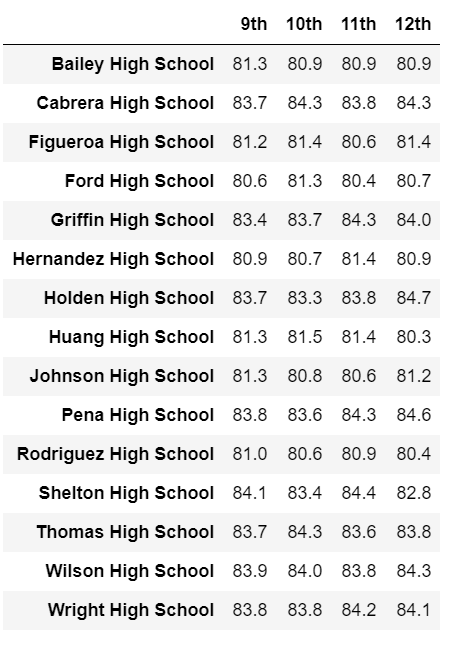 9th 10th 11th 12th
Bailey High School 81.3 80.9 80.9 80.9
Cabrera High School 83.7 84.3 83.8 84.3
Figueroa High School 81.2 81.4 80.6 81.4
Ford High School 80.6 81.3 80.4 80.7
Griffin High School 83.4 83.7 84.3 84.0
Hernandez High School 80.9 80.7 81.4 80.9
Holden High School 83.7 83.3 83.8 84.7
Huang High School 81.3 81.5 81.4 80.3
Johnson High School 81.3 80.8 80.6 81.2
Pena High School 83.8 83.6 84.3 84.6
Rodriguez High School 81.0 80.6 80.9 80.4
Shelton High School 84.1 83.4 84.4 82.8
Thomas High School 83.7 84.3 83.6 83.8
Wilson High School 83.9 84.0 83.8 84.3
Wright High School 83.8 83.8 84.2 84.1